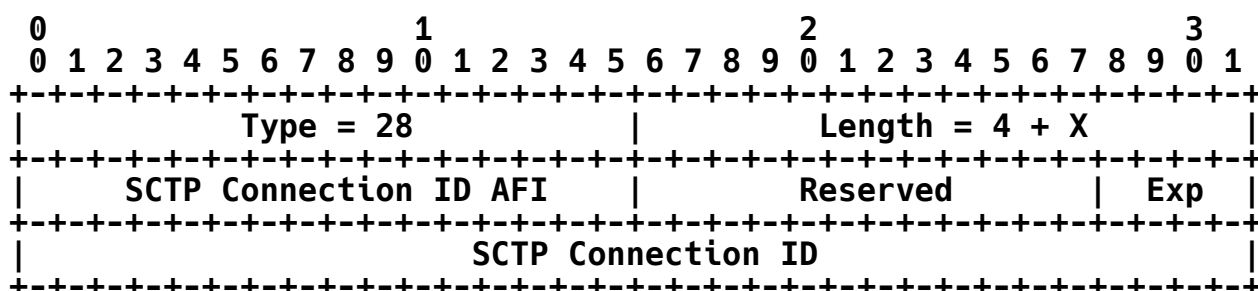 0                   1                   2                   3
 0 1 2 3 4 5 6 7 8 9 0 1 2 3 4 5 6 7 8 9 0 1 2 3 4 5 6 7 8 9 0 1
+-+-+-+-+-+-+-+-+-+-+-+-+-+-+-+-+-+-+-+-+-+-+-+-+-+-+-+-+-+-+-+-+
|           Type = 28           |         Length = 4 + X        |
+-+-+-+-+-+-+-+-+-+-+-+-+-+-+-+-+-+-+-+-+-+-+-+-+-+-+-+-+-+-+-+-+
|     SCTP Connection ID AFI    |        Reserved       |  Exp  |
+-+-+-+-+-+-+-+-+-+-+-+-+-+-+-+-+-+-+-+-+-+-+-+-+-+-+-+-+-+-+-+-+
|                       SCTP Connection ID                      |
+-+-+-+-+-+-+-+-+-+-+-+-+-+-+-+-+-+-+-+-+-+-+-+-+-+-+-+-+-+-+-+-+